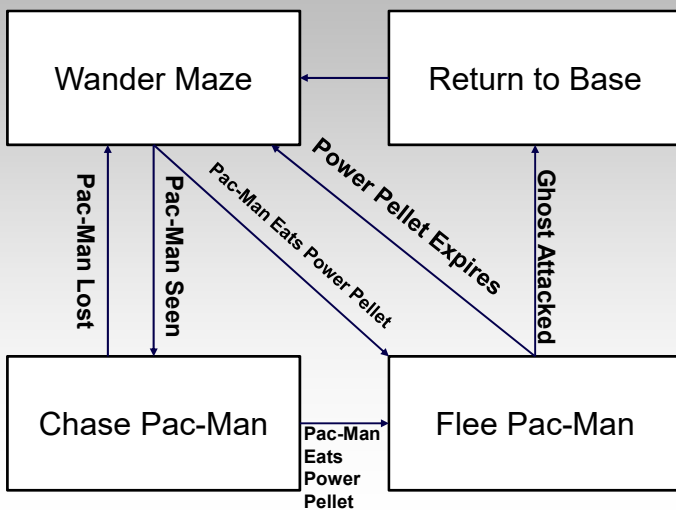 Wander Maze
Return to Base
Pac-Man Lost
Pac-Man Seen
Pac-Man Eats Power Pellet
Power Pellet Expires
Ghost Attacked
Chase Pac-Man
Pac-Man
Eats
Power
Pellet
Flee Pac-Man